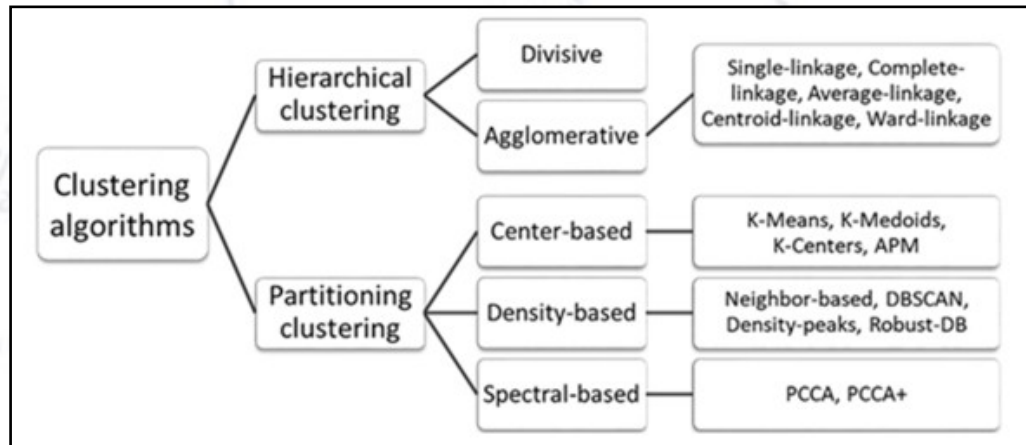 Clustering
algorithms
Hierarchical
clustering
Divisive
Agglomerative
Single-linkage, Complete-
linkage, Average-linkage,
Centroid-linkage, Ward-linkage
Partitioning
clustering
Center-based
K-Means, K-Medoids,
K-Centers, APM
Density-based
Neighbor-based, DBSCAN,
Density-peaks, Robust-DB
Spectral-based
PCCA, PCCA+